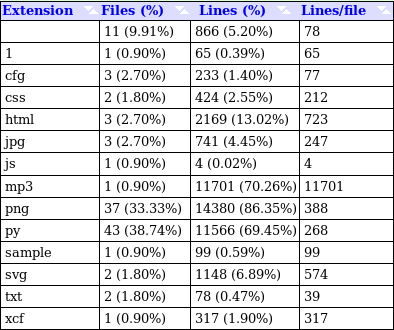 Extension Files (%) Lines (%) Lines/file
11 (9.91%) 866 (5.20%) 78
1 1 (0.90%) 65 (0.39%) 65
cfg 3 (2.70%) 233 (1.40%) 77
css 2 (1.80%) 424 (2.55%) 212
html 3 (2.70%) 2169 (13.02%) 723
jpg 3 (2.70%) 741 (4.45%) 247
js 1 (0.90%) 4 (0.02%) 4
mp3 1 (0.90%) 11701 (70.26%) 11701
png 37 (33.33%) 14380 (86.35%) 388
py 43 (38.74%) 11566 (69.45%) 268
sample 1 (0.90%) 99 (0.59%) 99
svg 2 (1.80%) 1148 (6.89%) 574
txt 2 (1.80%) 78 (0.47%) 39
xcf 1 (0.90%) 317 (1.90%) 317